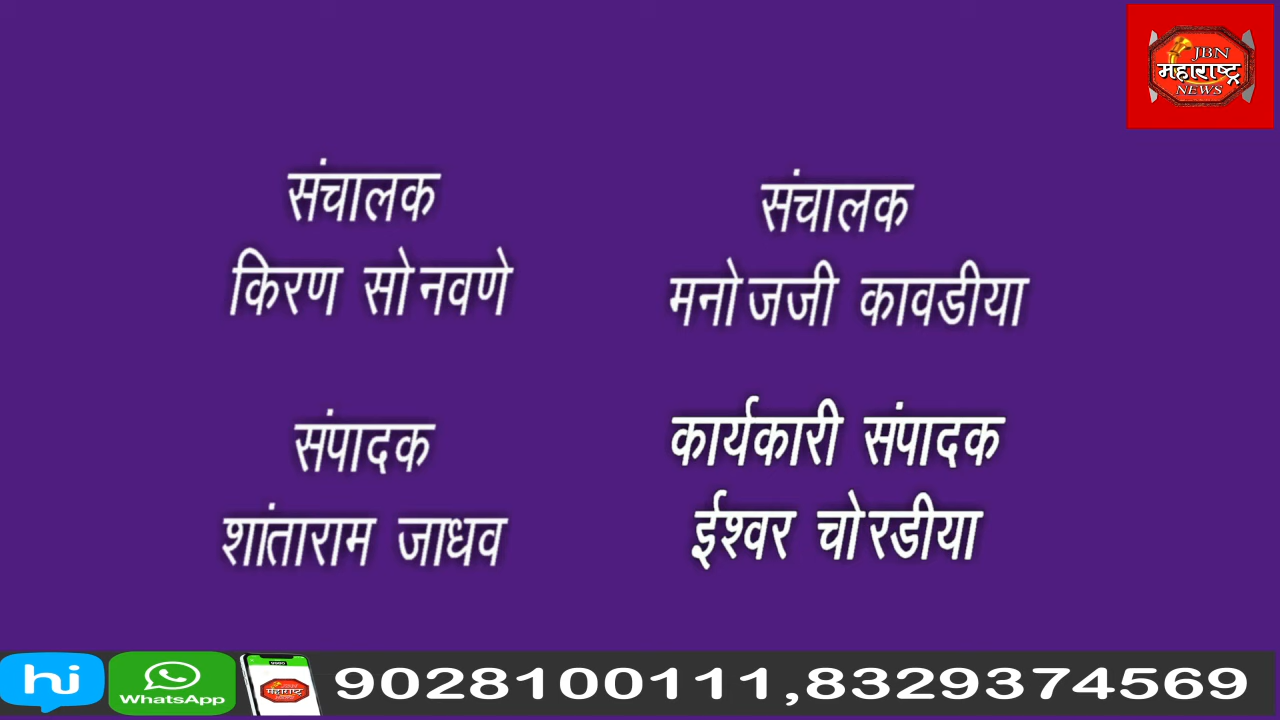 JBN
महाराष्ट्र
NEWS
संचालक
किरण सोनवणे
संचालक
मनोजजी कावडीया
संपादक
शांताराम जाधव
कार्यकारी संपादक
ईश्वर चोरडीया
hi
WhatsApp
महाराष्ट्र
9028100111,8329374569